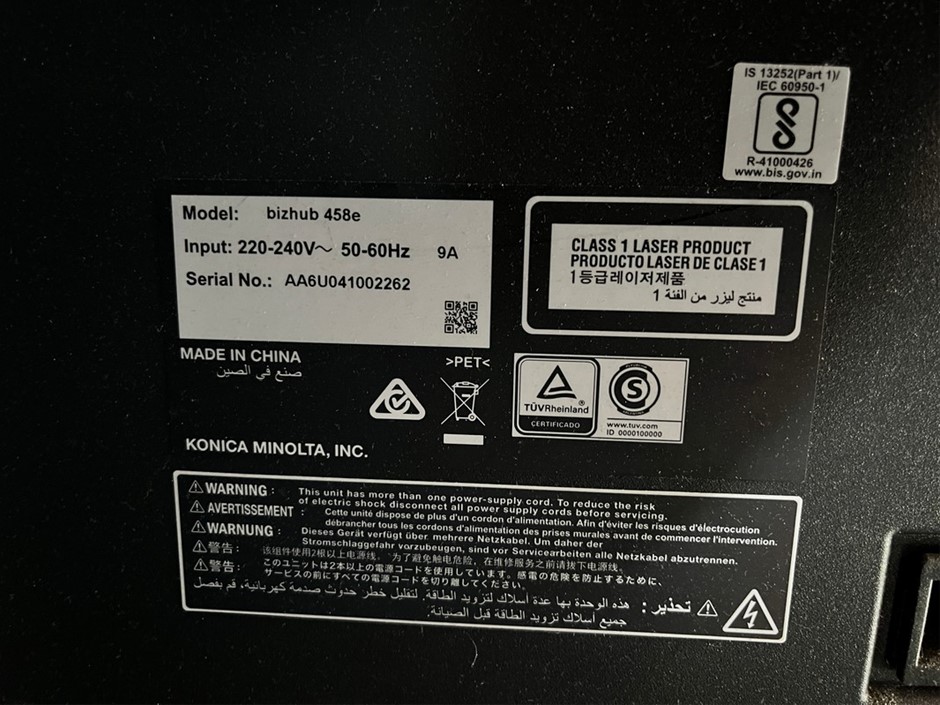 IS 13252(Part 1)/
IEC 60950-1
R-41000426
www.bis.gov.in
Model: bizhub 458e
Input: 220-240V～ 50-60Hz 9A
Serial No.: AA6U041002262
CLASS 1 LASER PRODUCT
PRODUCTO LASER DE CLASE 1
1등급레이저제품
منتج ليزر من الفئة 1
MADE IN CHINA
صنع في الصين
>PET<
TÜVRheinland®
CERTIFICADO
S
www.tuv.com
ID 0000100000
KONICA MINOLTA, INC.
WARNING : This unit has more than one power-supply cord. To reduce the risk
of electric shock disconnect all power supply cords before servicing.
AVERTISSEMENT : Cette unité dispose de plus d'un cordon d'alimentation. Afin d'éviter les risques d'électrocution
débrancher tous les cordons d'alimentation des prises murales avant de commencer l'intervention.
WARNUNG : Dieses Gerät verfügt über mehrere Netzkabel. Um daher der
Stromschlaggefahr vorzubeugen, sind vor Servicearbeiten alle Netzkabel abzutrennen.
警告: 该组件使用2根以上电源线。为了避免触电危险，在维修服务之前请拔下电源线。
警告: このユニットは2本以上の電源コードを使用しています。感電の危険を防止するために、
サービスの前にすべての電源コードを切り離してください。
تحذير : هذه الوحدة بها عدة أسلاك لتزويد الطاقة. لتقليل خطر حدوث صدمة كهربائية، قم بفصل
جميع أسلاك تزويد الطاقة قبل الصيانة.